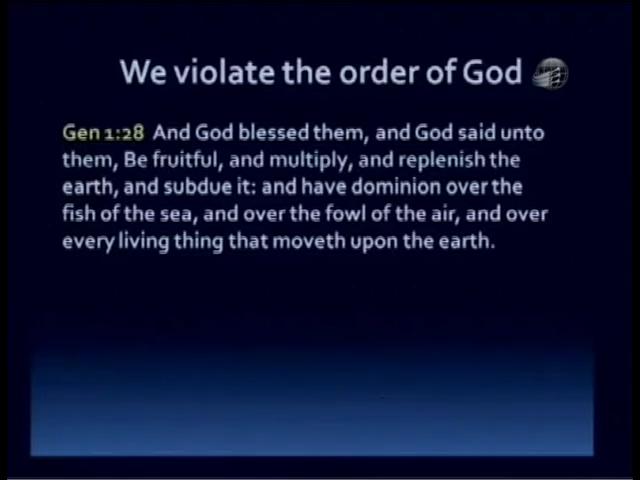 We violate the order of God
Gen 1:28 And God blessed them, and God said unto
them, Be fruitful, and multiply, and replenish the
earth, and subdue it: and have dominion over the
fish of the sea, and over the fowl of the air, and over
every living thing that moveth upon the earth.